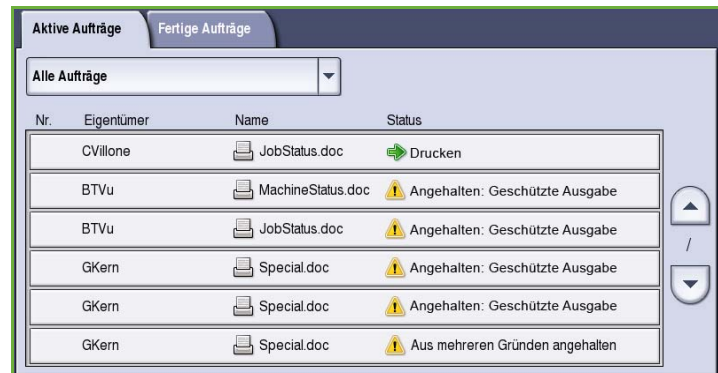 Aktive Aufträge Fertige Aufträge
Alle Aufträge
Nr. Eigentümer Name Status
CVillone JobStatus.doc Drucken
BTVu MachineStatus.doc Angehalten: Geschützte Ausgabe
BTVu JobStatus.doc Angehalten: Geschützte Ausgabe
/
GKern Special.doc Angehalten: Geschützte Ausgabe
GKern Special.doc Angehalten: Geschützte Ausgabe
GKern Special.doc Aus mehreren Gründen angehalten